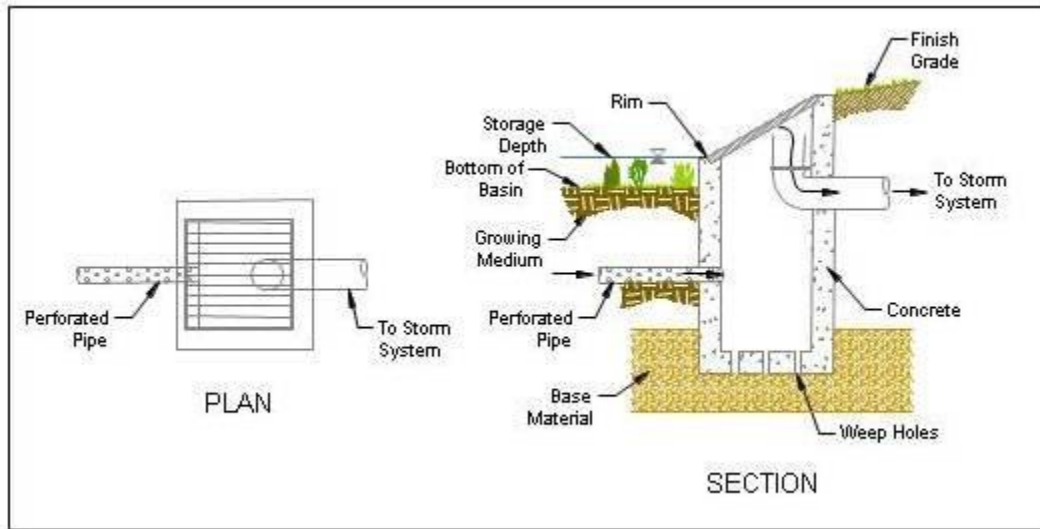 Perforated
Pipe
To Storm
System
PLAN
Finish
Grade
Rim
Storage
Depth
Bottom of
Basin
To Storm
System
Growing
Medium
Perforated
Pipe
Concrete
Base
Material
Weep Holes
SECTION